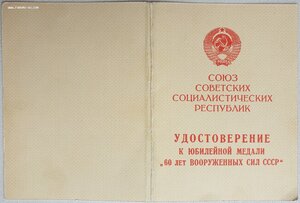 СОЮЗ
СОВЕТСКИХ
СОЦИАЛИСТИЧЕСКИХ
РЕСПУБЛИК
УДОСТОВЕРЕНИЕ
К ЮБИЛЕЙНОЙ МЕДАЛИ
„60 ЛЕТ ВООРУЖЕННЫХ СИЛ СССР“